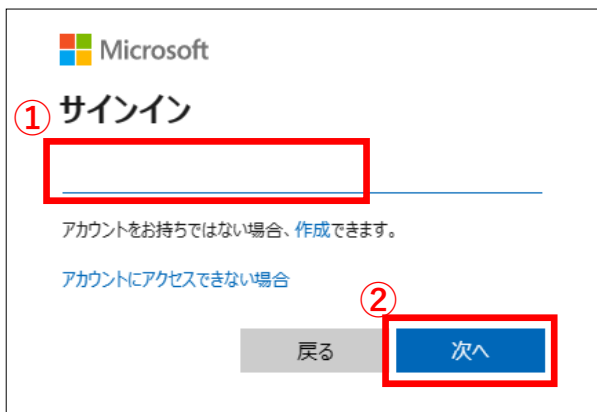 Microsoft
① サインイン
アカウントをお持ちではない場合、作成できます。
アカウントにアクセスできない場合
②
戻る 次へ